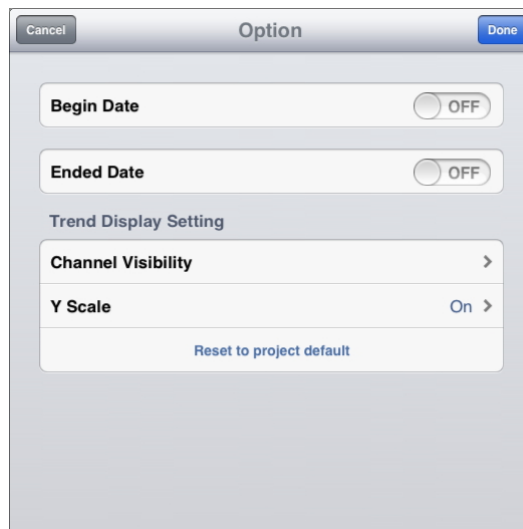 Cancel Option Done
Begin Date OFF
Ended Date OFF
Trend Display Setting
Channel Visibility
Y Scale On
Reset to project default